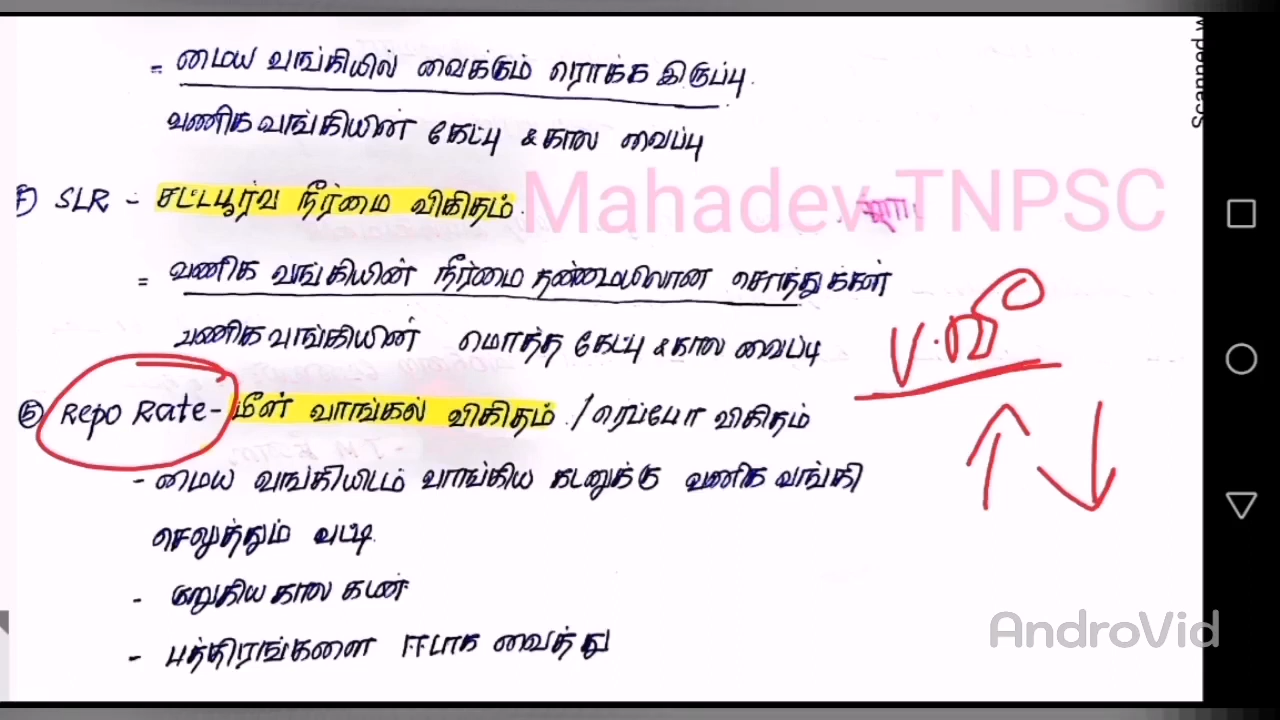 = மைய வங்கியில் வைக்கும் ரொக்க இருப்பு.
வணிக வங்கியின் கேட்பு & கால வைப்பு
Scanned w
F) SLR - சட்டபூர்வ நீர்மை விகிதம்.
Mahadev TNPSC
= வணிக வங்கியின் நீர்மை தன்மையிலான சொத்துக்கள்
வணிக வங்கியின் மொத்த கேட்பு & கால வைப்பு
Repo Rate - மீள் வாங்கல் விகிதம் / ரெப்போ விகிதம்
- மைய வங்கியிடம் வாங்கிய கடனுக்கு வணிக வங்கி
செலுத்தும் வட்டி.
- குறுகிய கால கடன்
- பத்திரங்களை ஈடாக வைத்து
AndroVid